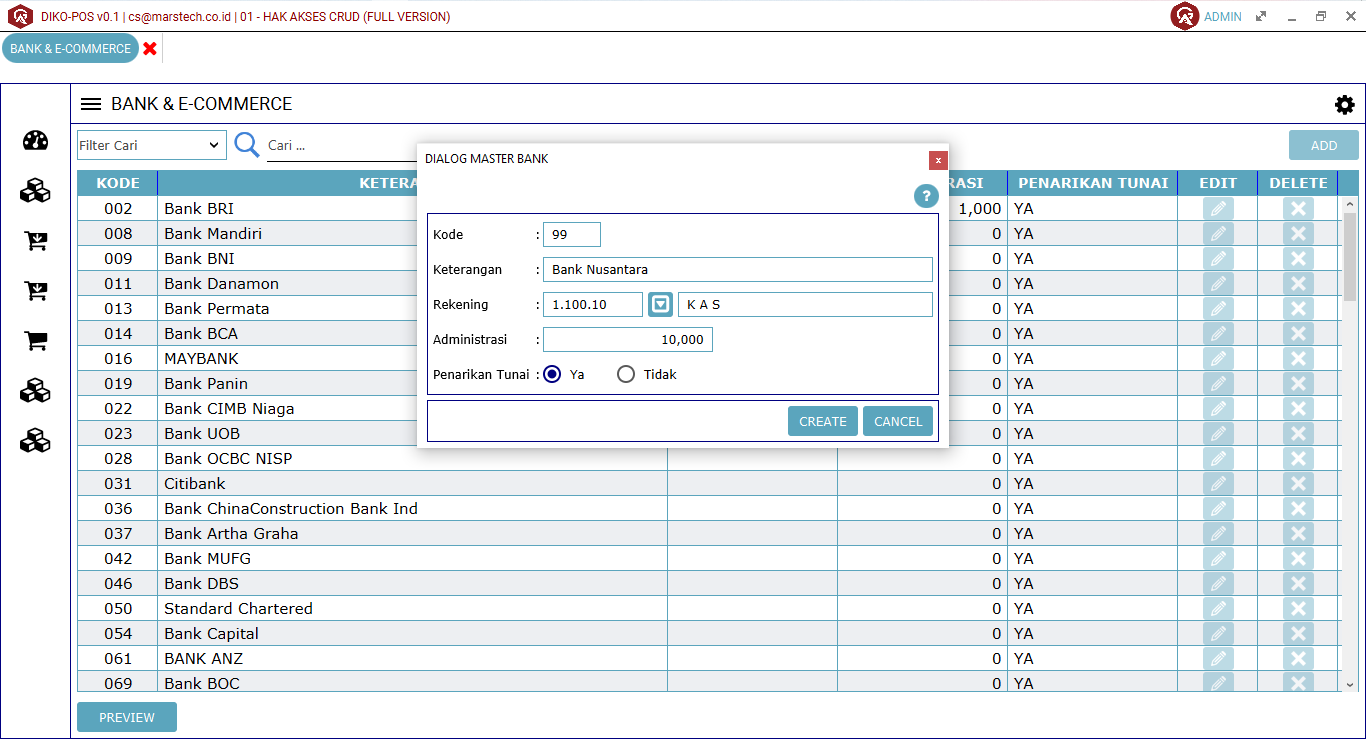 DIKO-POS v0.1 | cs@marstech.co.id | 01 - HAK AKSES CRUD (FULL VERSION)
ADMIN
BANK & E-COMMERCE
BANK & E-COMMERCE
Filter Cari
Cari ...
ADD
KODE KETERA RASI PENARIKAN TUNAI EDIT DELETE
002 Bank BRI 1,000 YA
008 Bank Mandiri 0 YA
009 Bank BNI 0 YA
011 Bank Danamon 0 YA
013 Bank Permata 0 YA
014 Bank BCA 0 YA
016 MAYBANK 0 YA
019 Bank Panin 0 YA
022 Bank CIMB Niaga 0 YA
023 Bank UOB 0 YA
028 Bank OCBC NISP 0 YA
031 Citibank 0 YA
036 Bank ChinaConstruction Bank Ind 0 YA
037 Bank Artha Graha 0 YA
042 Bank MUFG 0 YA
046 Bank DBS 0 YA
050 Standard Chartered 0 YA
054 Bank Capital 0 YA
061 BANK ANZ 0 YA
069 Bank BOC 0 YA
DIALOG MASTER BANK
x
?
Kode : 99
Keterangan : Bank Nusantara
Rekening : 1.100.10 K A S
Administrasi : 10,000
Penarikan Tunai : Ya Tidak
CREATE CANCEL
PREVIEW